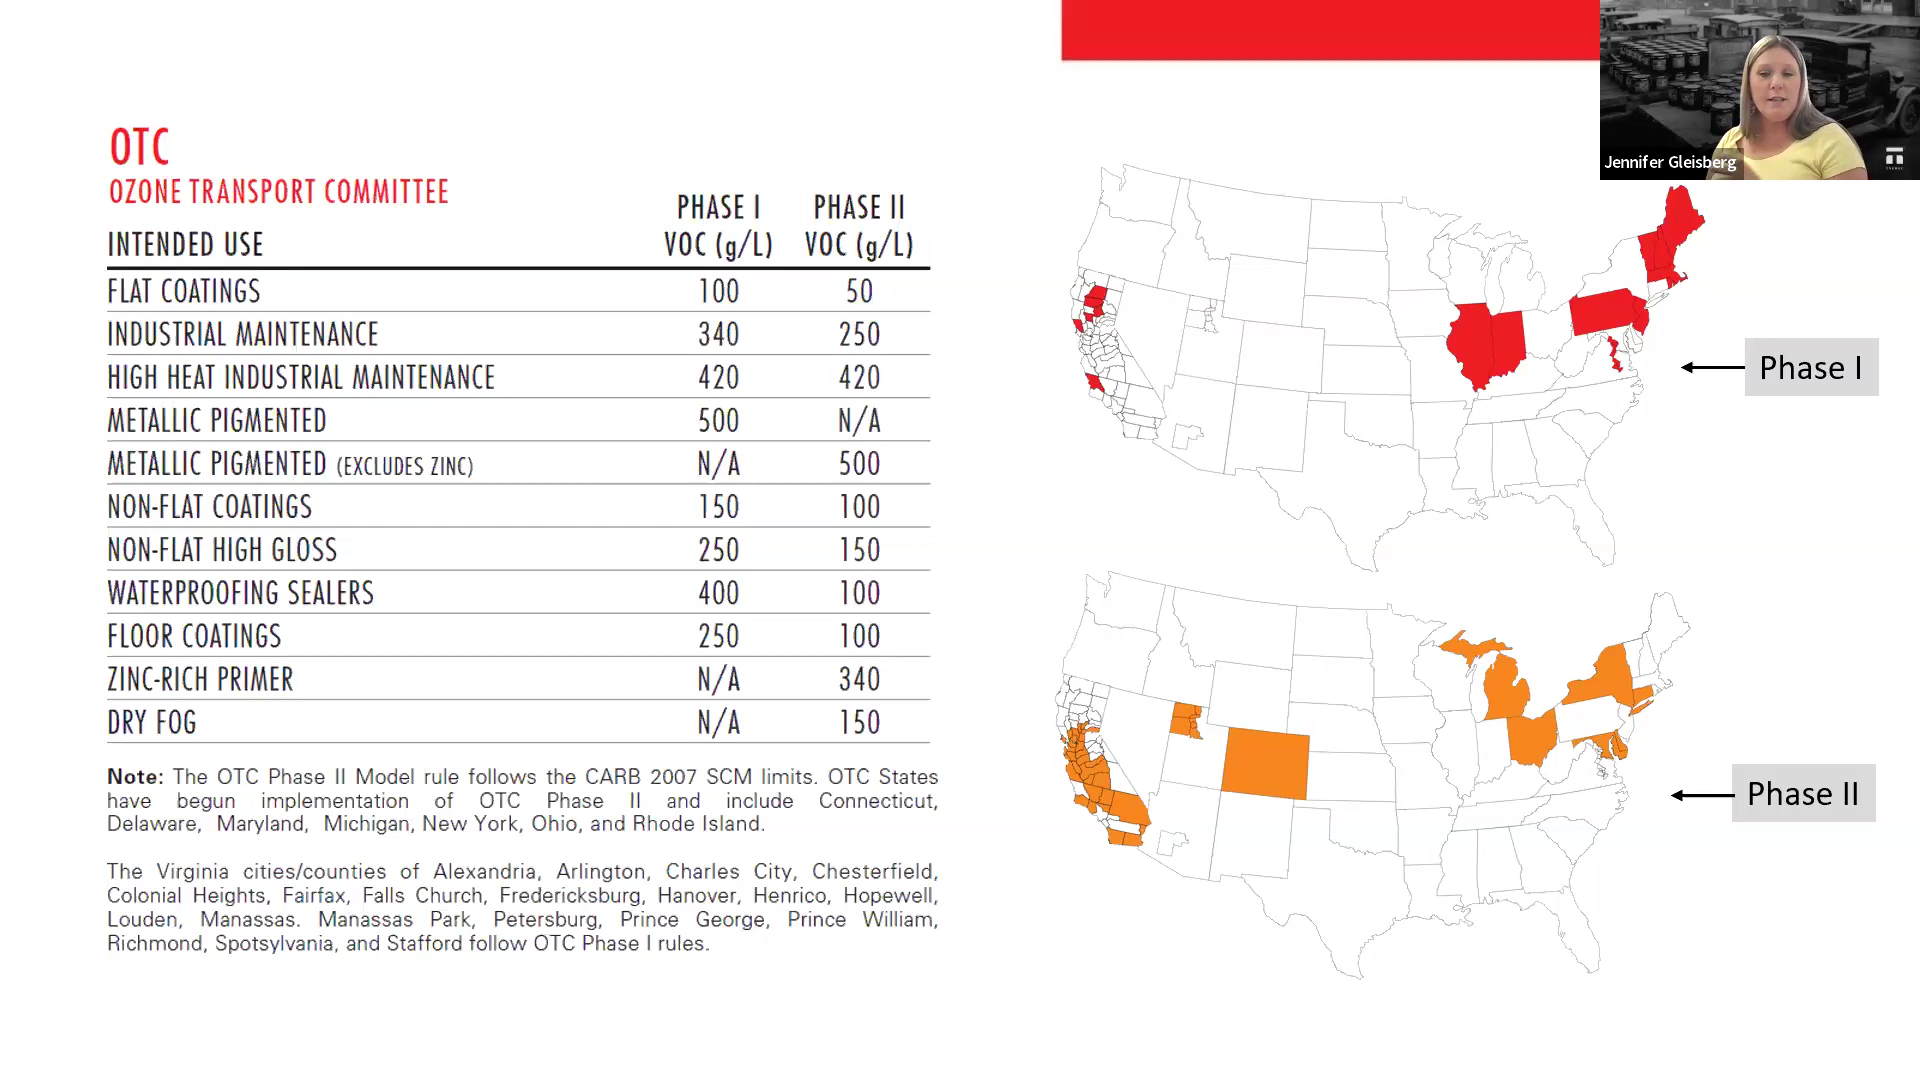 OTC
OZONE TRANSPORT COMMITTEE
INTENDED USE PHASE I VOC (g/L) PHASE II VOC (g/L)
FLAT COATINGS 100 50
INDUSTRIAL MAINTENANCE 340 250
HIGH HEAT INDUSTRIAL MAINTENANCE 420 420
METALLIC PIGMENTED 500 N/A
METALLIC PIGMENTED (EXCLUDES ZINC) N/A 500
NON-FLAT COATINGS 150 100
NON-FLAT HIGH GLOSS 250 150
WATERPROOFING SEALERS 400 100
FLOOR COATINGS 250 100
ZINC-RICH PRIMER N/A 340
DRY FOG N/A 150
Note: The OTC Phase II Model rule follows the CARB 2007 SCM limits. OTC States
have begun implementation of OTC Phase II and include Connecticut,
Delaware, Maryland, Michigan, New York, Ohio, and Rhode Island.
The Virginia cities/counties of Alexandria, Arlington, Charles City, Chesterfield,
Colonial Heights, Fairfax, Falls Church, Fredericksburg, Hanover, Henrico, Hopewell,
Louden, Manassas. Manassas Park, Petersburg, Prince George, Prince William,
Richmond, Spotsylvania, and Stafford follow OTC Phase I rules.
Jennifer Gleisberg
Phase I
Phase II